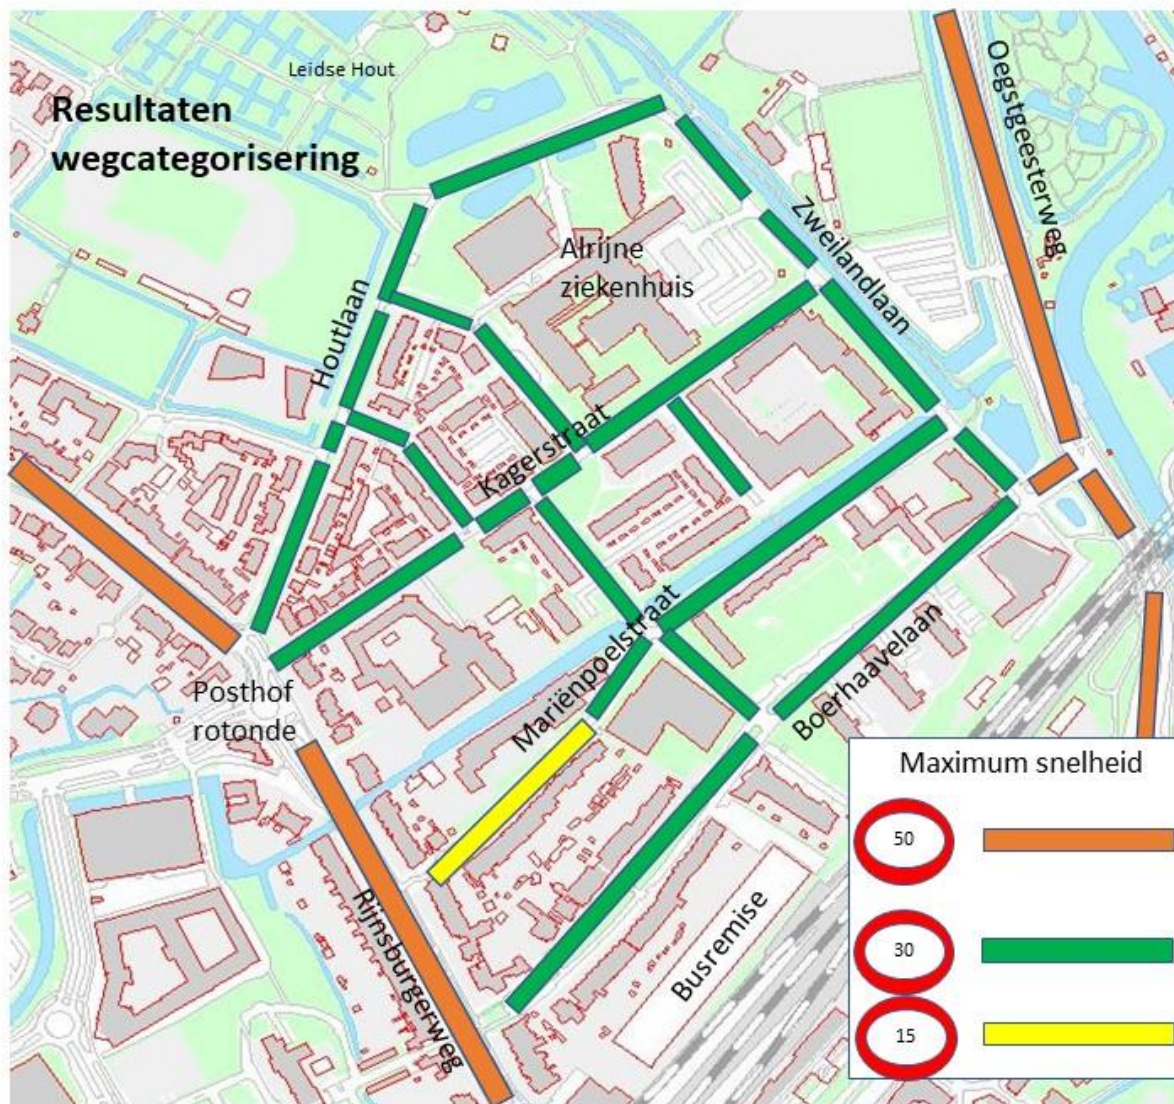 Leidse Hout
Resultaten
wegcategorisering
Oegstgeesterweg
Zweilandlaan
Alrijne
ziekenhuis
Houtlaan
Kagerstraat
Mariënpoelstraat
Boerhaavelaan
Posthof
rotonde
Rijnsburgerweg
Busremise
Maximum snelheid
50
30
15